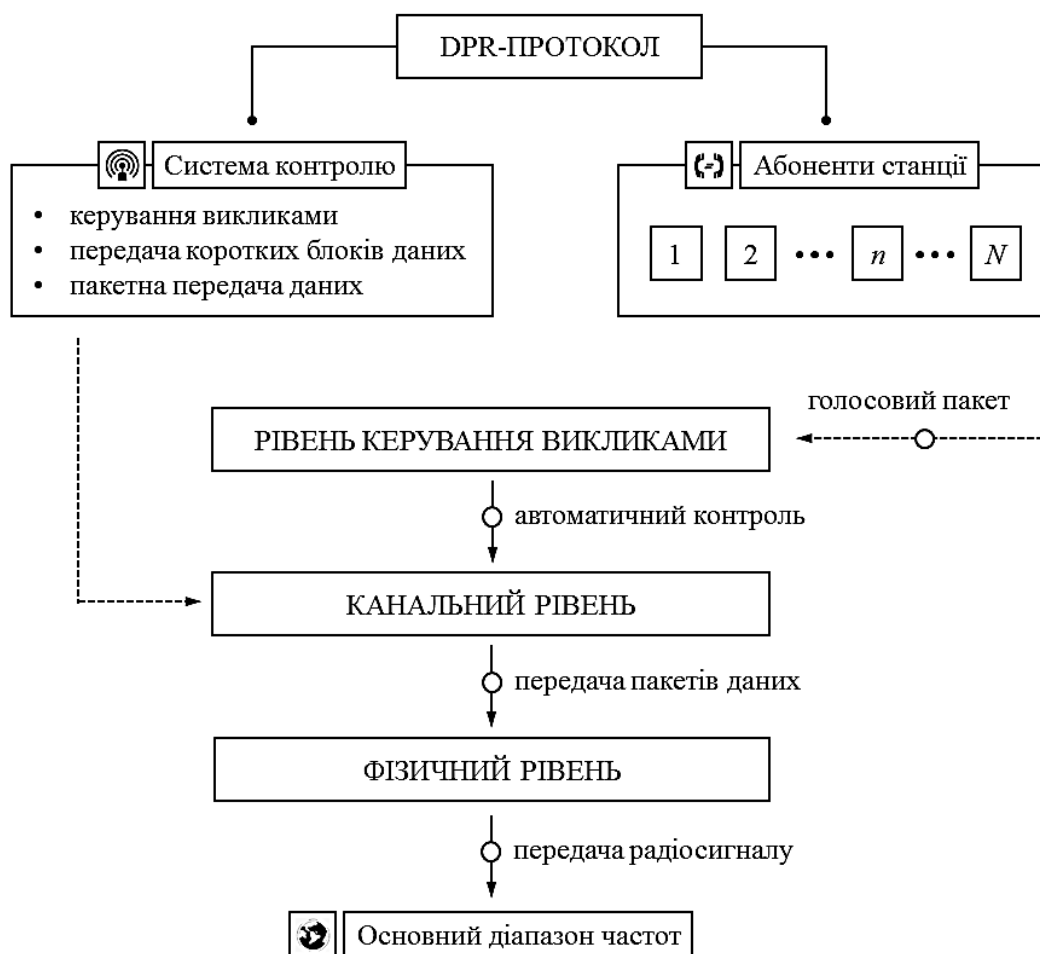 DPR-ПРОТОКОЛ
Система контролю
• керування викликами
• передача коротких блоків даних
• пакетна передача даних
Абоненти станції
1 2 ••• n ••• N
голосовий пакет
РІВЕНЬ КЕРУВАННЯ ВИКЛИКАМИ
автоматичний контроль
КАНАЛЬНИЙ РІВЕНЬ
передача пакетів даних
ФІЗИЧНИЙ РІВЕНЬ
передача радіосигналу
Основний діапазон частот